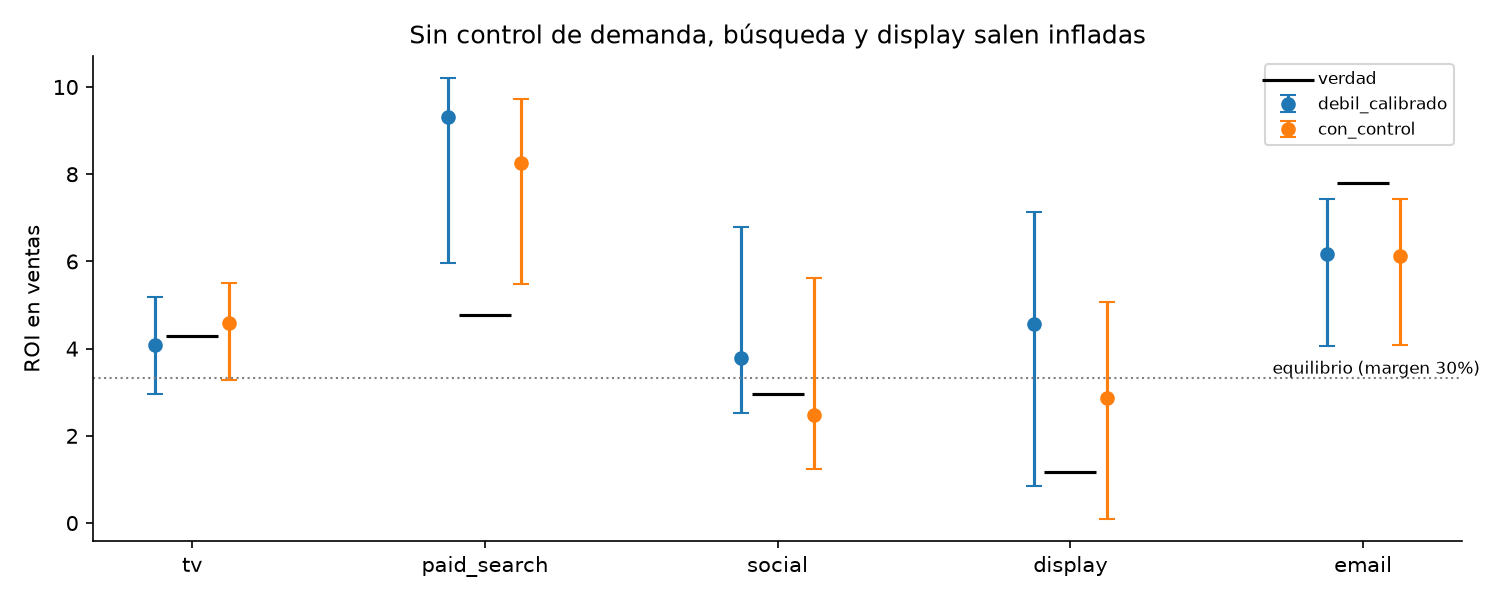 Sin control de demanda, búsqueda y display salen infladas
ROI en ventas
10
8
6
4
2
0
verdad
debil_calibrado
con_control
equilibrio (margen 30%)
tv
paid_search
social
display
email